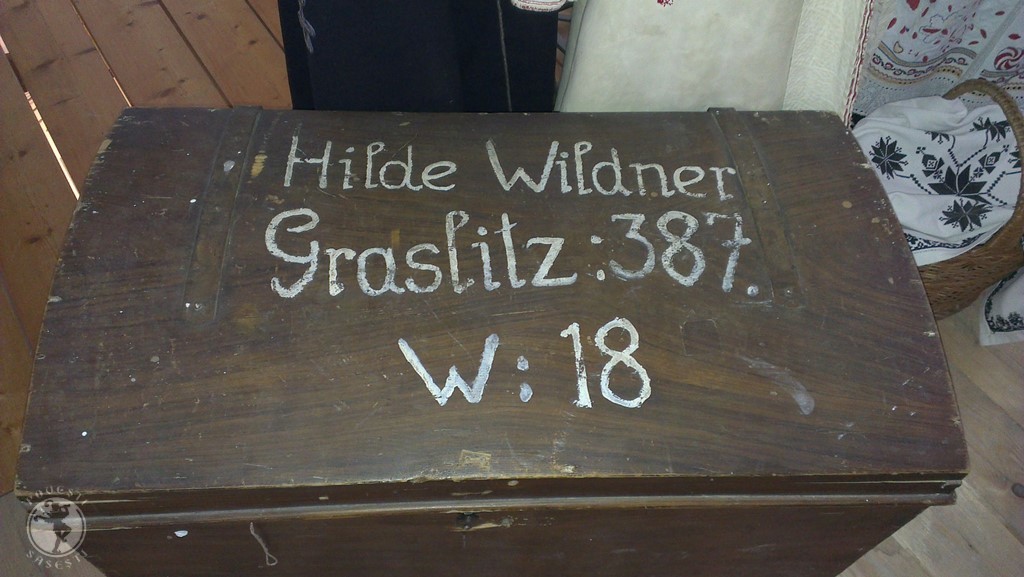 Hilde Wildner
Graslitz: 387.
W: 18